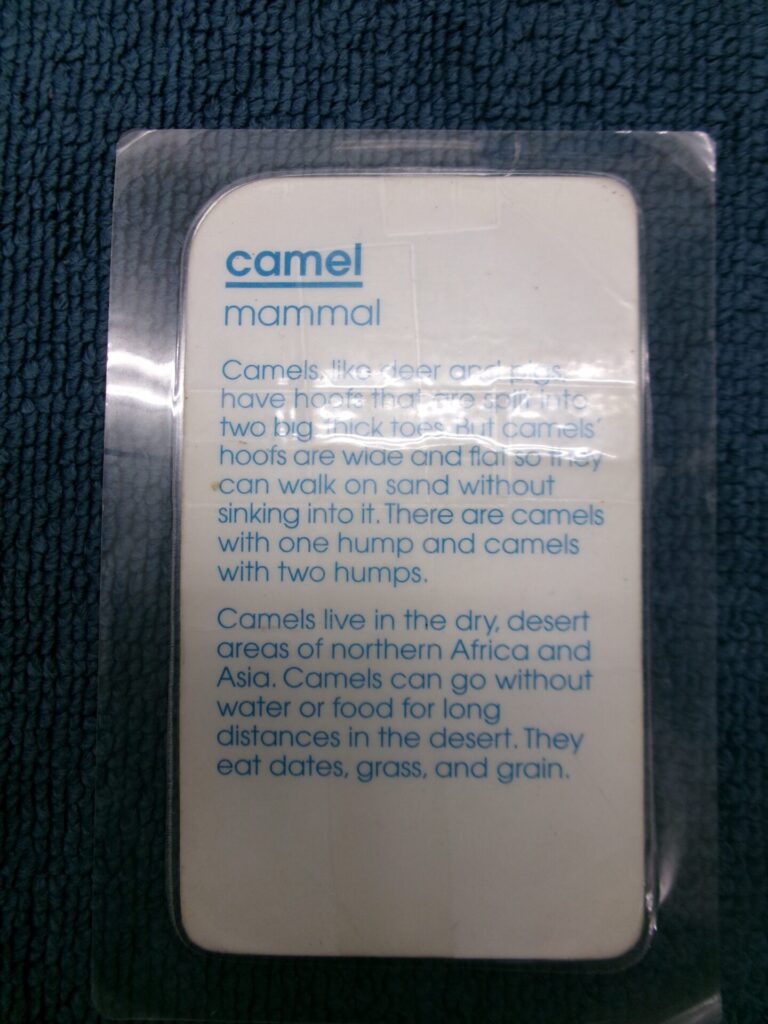 camel
mammal
Camels, like deer and pigs,
have hoofs that are split into
two big thick toes. But camels'
hoofs are wide and flat so they
can walk on sand without
sinking into it. There are camels
with one hump and camels
with two humps.
Camels live in the dry, desert
areas of northern Africa and
Asia. Camels can go without
water or food for long
distances in the desert. They
eat dates, grass, and grain.